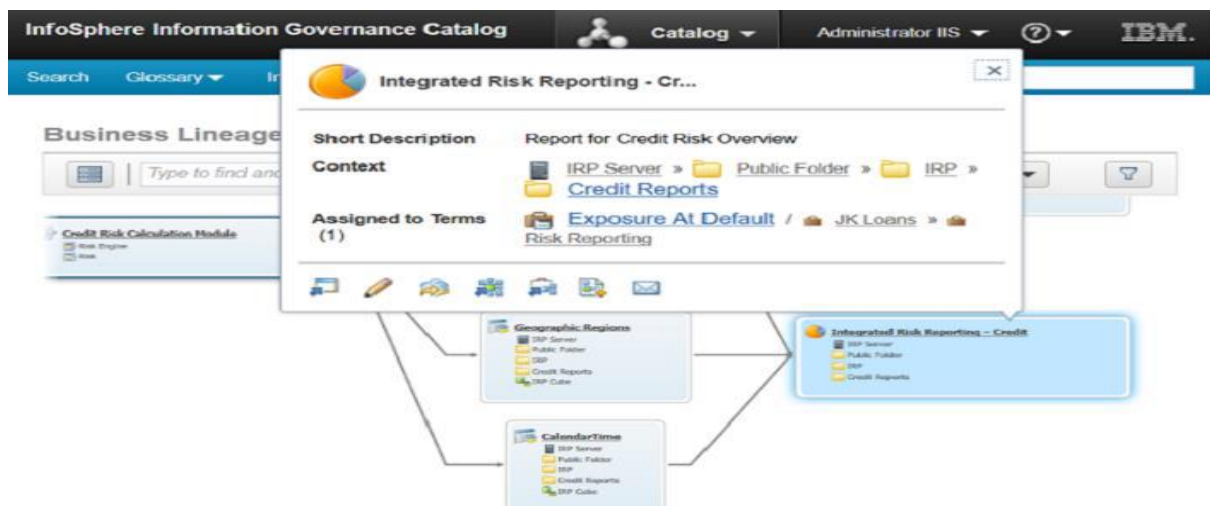 InfoSphere Information Governance Catalog
Catalog
Administrator IIS
?
IBM.
Search
Glossary
Integrated Risk Reporting - Cr...
Business Lineage
Type to find and
Short Description Report for Credit Risk Overview
Context IRP Server » Public Folder » IRP »
Credit Reports
Assigned to Terms Exposure At Default / JK Loans »
(1) Risk Reporting
Credit Risk Calculation Module
Risk Engine
Risk
Geographic Regions
IRP Server
Public Folder
IRP
Credit Reports
IRP Cube
Integrated Risk Reporting - Credit
IRP Server
Public Folder
IRP
Credit Reports
CalendarTime
IRP Server
Public Folder
IRP
Credit Reports
IRP Cube